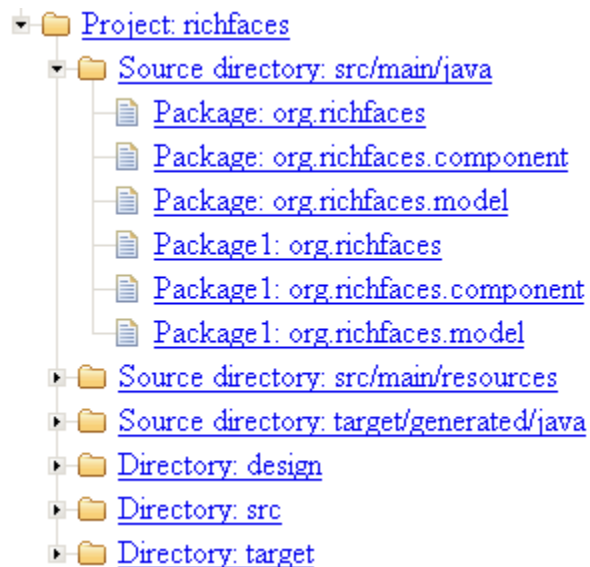 Project: richfaces
Source directory: src/main/java
Package: org.richfaces
Package: org.richfaces.component
Package: org.richfaces.model
Package1: org.richfaces
Package1: org.richfaces.component
Package1: org.richfaces.model
Source directory: src/main/resources
Source directory: target/generated/java
Directory: design
Directory: src
Directory: target